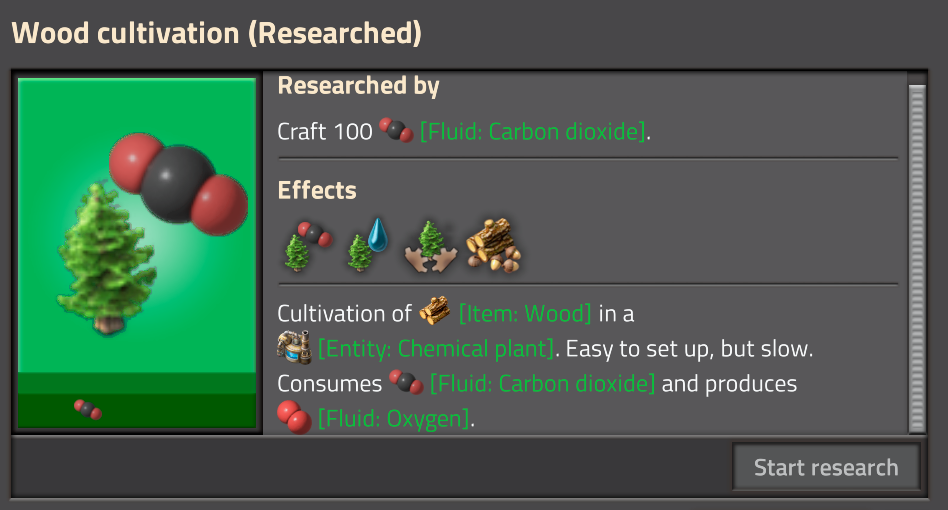 Wood cultivation (Researched)
Researched by
Craft 100 [Fluid: Carbon dioxide].
Effects
Cultivation of [Item: Wood] in a
[Entity: Chemical plant]. Easy to set up, but slow.
Consumes [Fluid: Carbon dioxide] and produces
[Fluid: Oxygen].
Start research